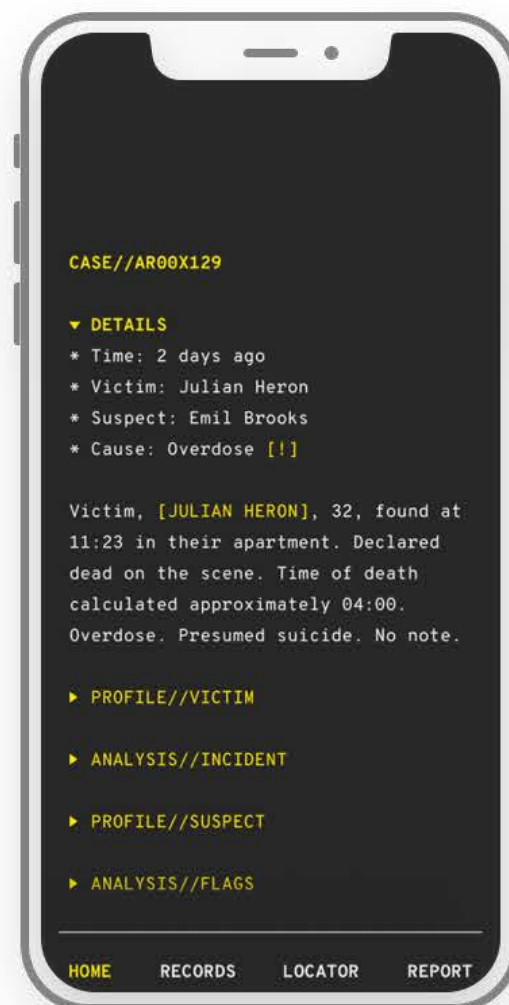 CASE//AR00X129
▼ DETAILS
* Time: 2 days ago
* Victim: Julian Heron
* Suspect: Emil Brooks
* Cause: Overdose [!]
Victim, [JULIAN HERON], 32, found at
11:23 in their apartment. Declared
dead on the scene. Time of death
calculated approximately 04:00.
Overdose. Presumed suicide. No note.
▶ PROFILE//VICTIM
▶ ANALYSIS//INCIDENT
▶ PROFILE//SUSPECT
▶ ANALYSIS//FLAGS
HOME RECORDS LOCATOR REPORT